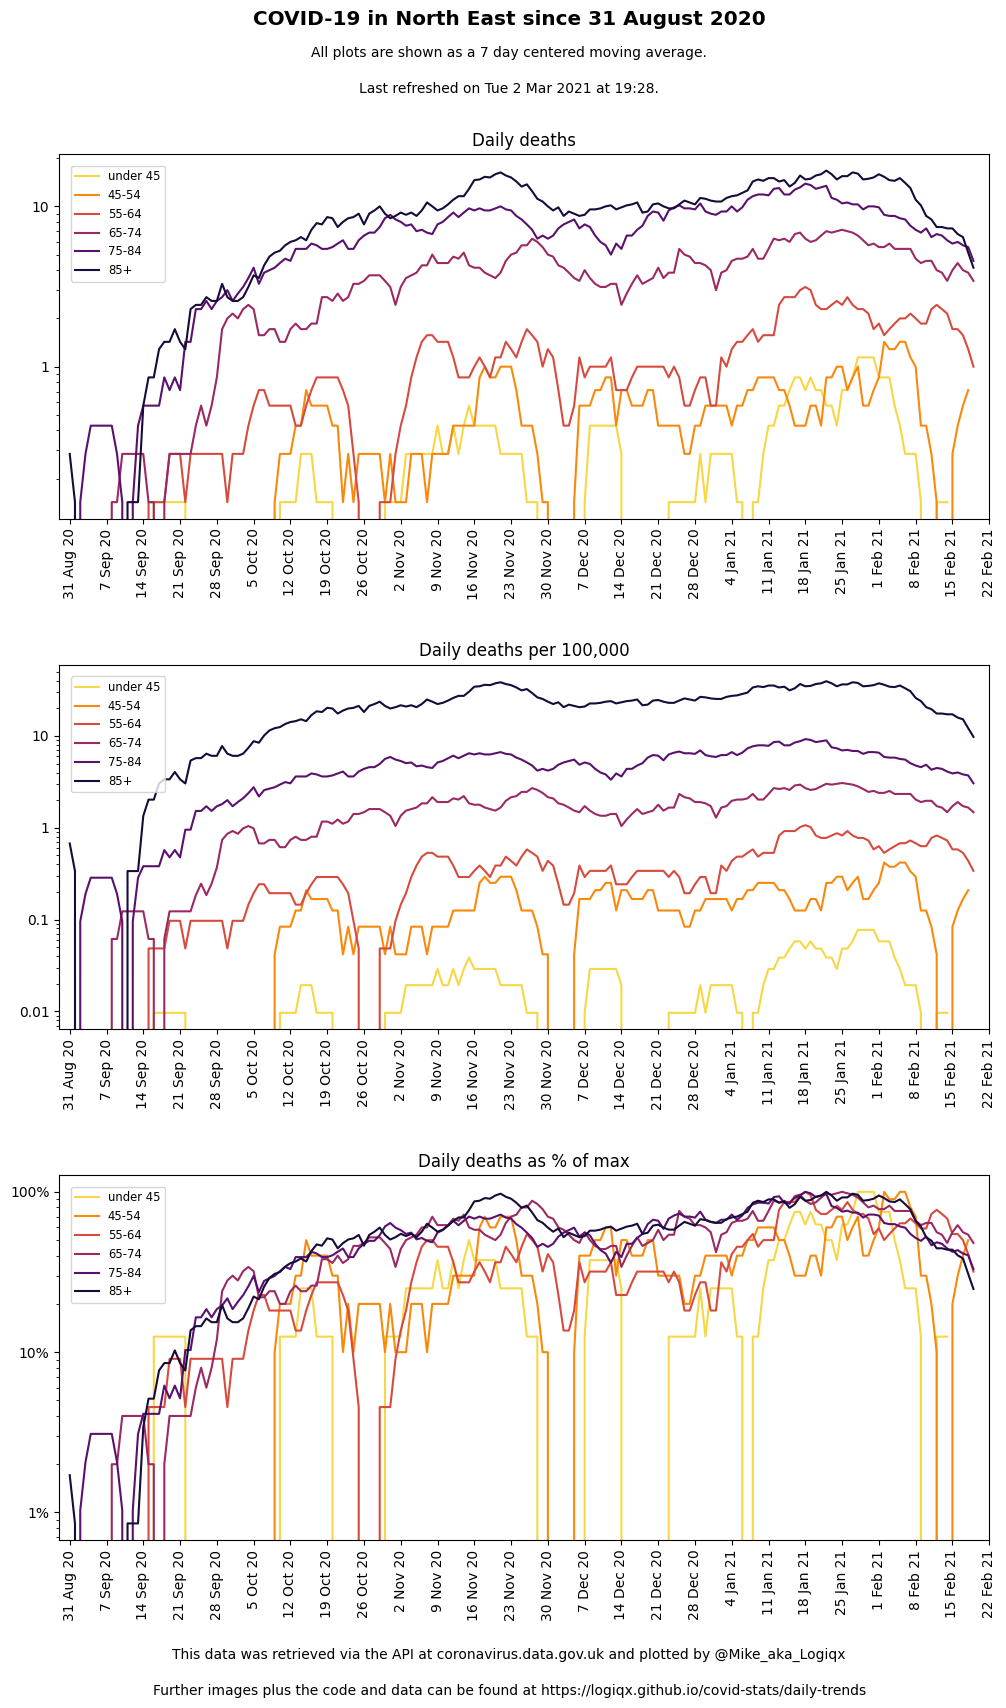 COVID-19 in North East since 31 August 2020
All plots are shown as a 7 day centered moving average.
Last refreshed on Tue 2 Mar 2021 at 19:28.
Daily deaths
10
1
under 45
45-54
55-64
65-74
75-84
85+
31 Aug 20
7 Sep 20
14 Sep 20
21 Sep 20
28 Sep 20
5 Oct 20
12 Oct 20
19 Oct 20
26 Oct 20
2 Nov 20
9 Nov 20
16 Nov 20
23 Nov 20
30 Nov 20
7 Dec 20
14 Dec 20
21 Dec 20
28 Dec 20
4 Jan 21
11 Jan 21
18 Jan 21
25 Jan 21
1 Feb 21
8 Feb 21
15 Feb 21
22 Feb 21
Daily deaths per 100,000
10
1
0.1
0.01
under 45
45-54
55-64
65-74
75-84
85+
31 Aug 20
7 Sep 20
14 Sep 20
21 Sep 20
28 Sep 20
5 Oct 20
12 Oct 20
19 Oct 20
26 Oct 20
2 Nov 20
9 Nov 20
16 Nov 20
23 Nov 20
30 Nov 20
7 Dec 20
14 Dec 20
21 Dec 20
28 Dec 20
4 Jan 21
11 Jan 21
18 Jan 21
25 Jan 21
1 Feb 21
8 Feb 21
15 Feb 21
22 Feb 21
Daily deaths as % of max
100%
10%
1%
under 45
45-54
55-64
65-74
75-84
85+
31 Aug 20
7 Sep 20
14 Sep 20
21 Sep 20
28 Sep 20
5 Oct 20
12 Oct 20
19 Oct 20
26 Oct 20
2 Nov 20
9 Nov 20
16 Nov 20
23 Nov 20
30 Nov 20
7 Dec 20
14 Dec 20
21 Dec 20
28 Dec 20
4 Jan 21
11 Jan 21
18 Jan 21
25 Jan 21
1 Feb 21
8 Feb 21
15 Feb 21
22 Feb 21
This data was retrieved via the API at coronavirus.data.gov.uk and plotted by @Mike_aka_Logiqx
Further images plus the code and data can be found at https://logiqx.github.io/covid-stats/daily-trends